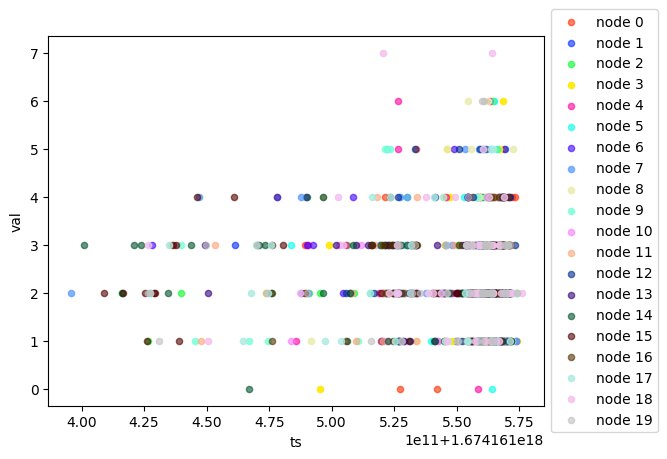 7
6
5
4
3
2
1
0
val
4.00 4.25 4.50 4.75 5.00 5.25 5.50 5.75
ts
1e11+1.674161e18
node 0
node 1
node 2
node 3
node 4
node 5
node 6
node 7
node 8
node 9
node 10
node 11
node 12
node 13
node 14
node 15
node 16
node 17
node 18
node 19